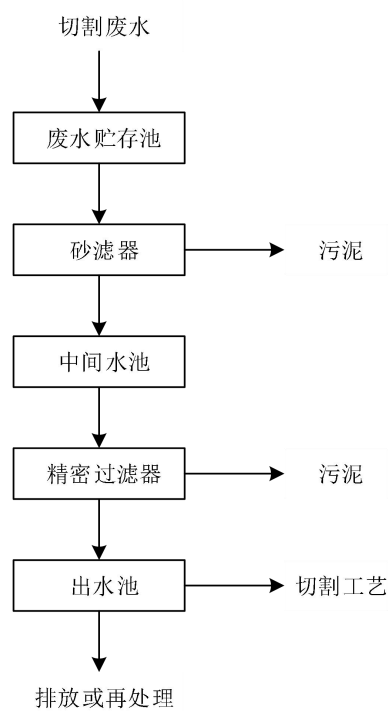 切割废水
废水贮存池
砂滤器
污泥
中间水池
精密过滤器
污泥
出水池
切割工艺
排放或再处理